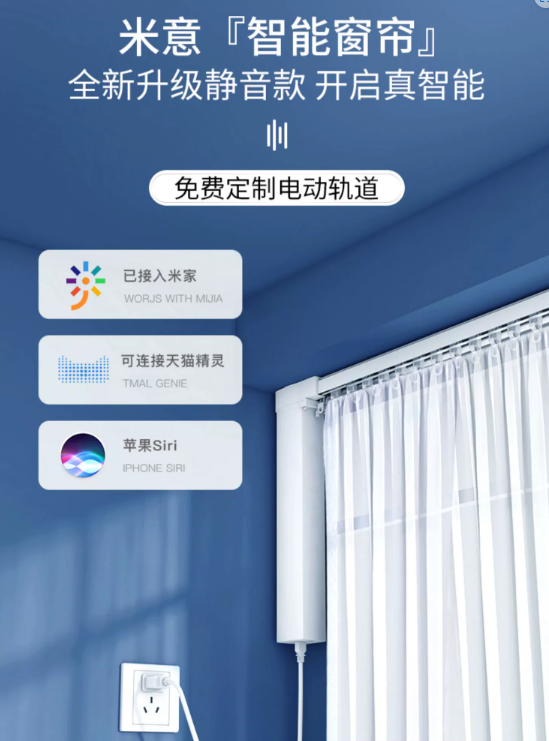 米意『智能窗帘』
全新升级静音款 开启真智能
免费定制电动轨道
已接入米家
WORJS WITH MIJIA
可连接天猫精灵
TMAL GENIE
苹果Siri
IPHONE SIRI